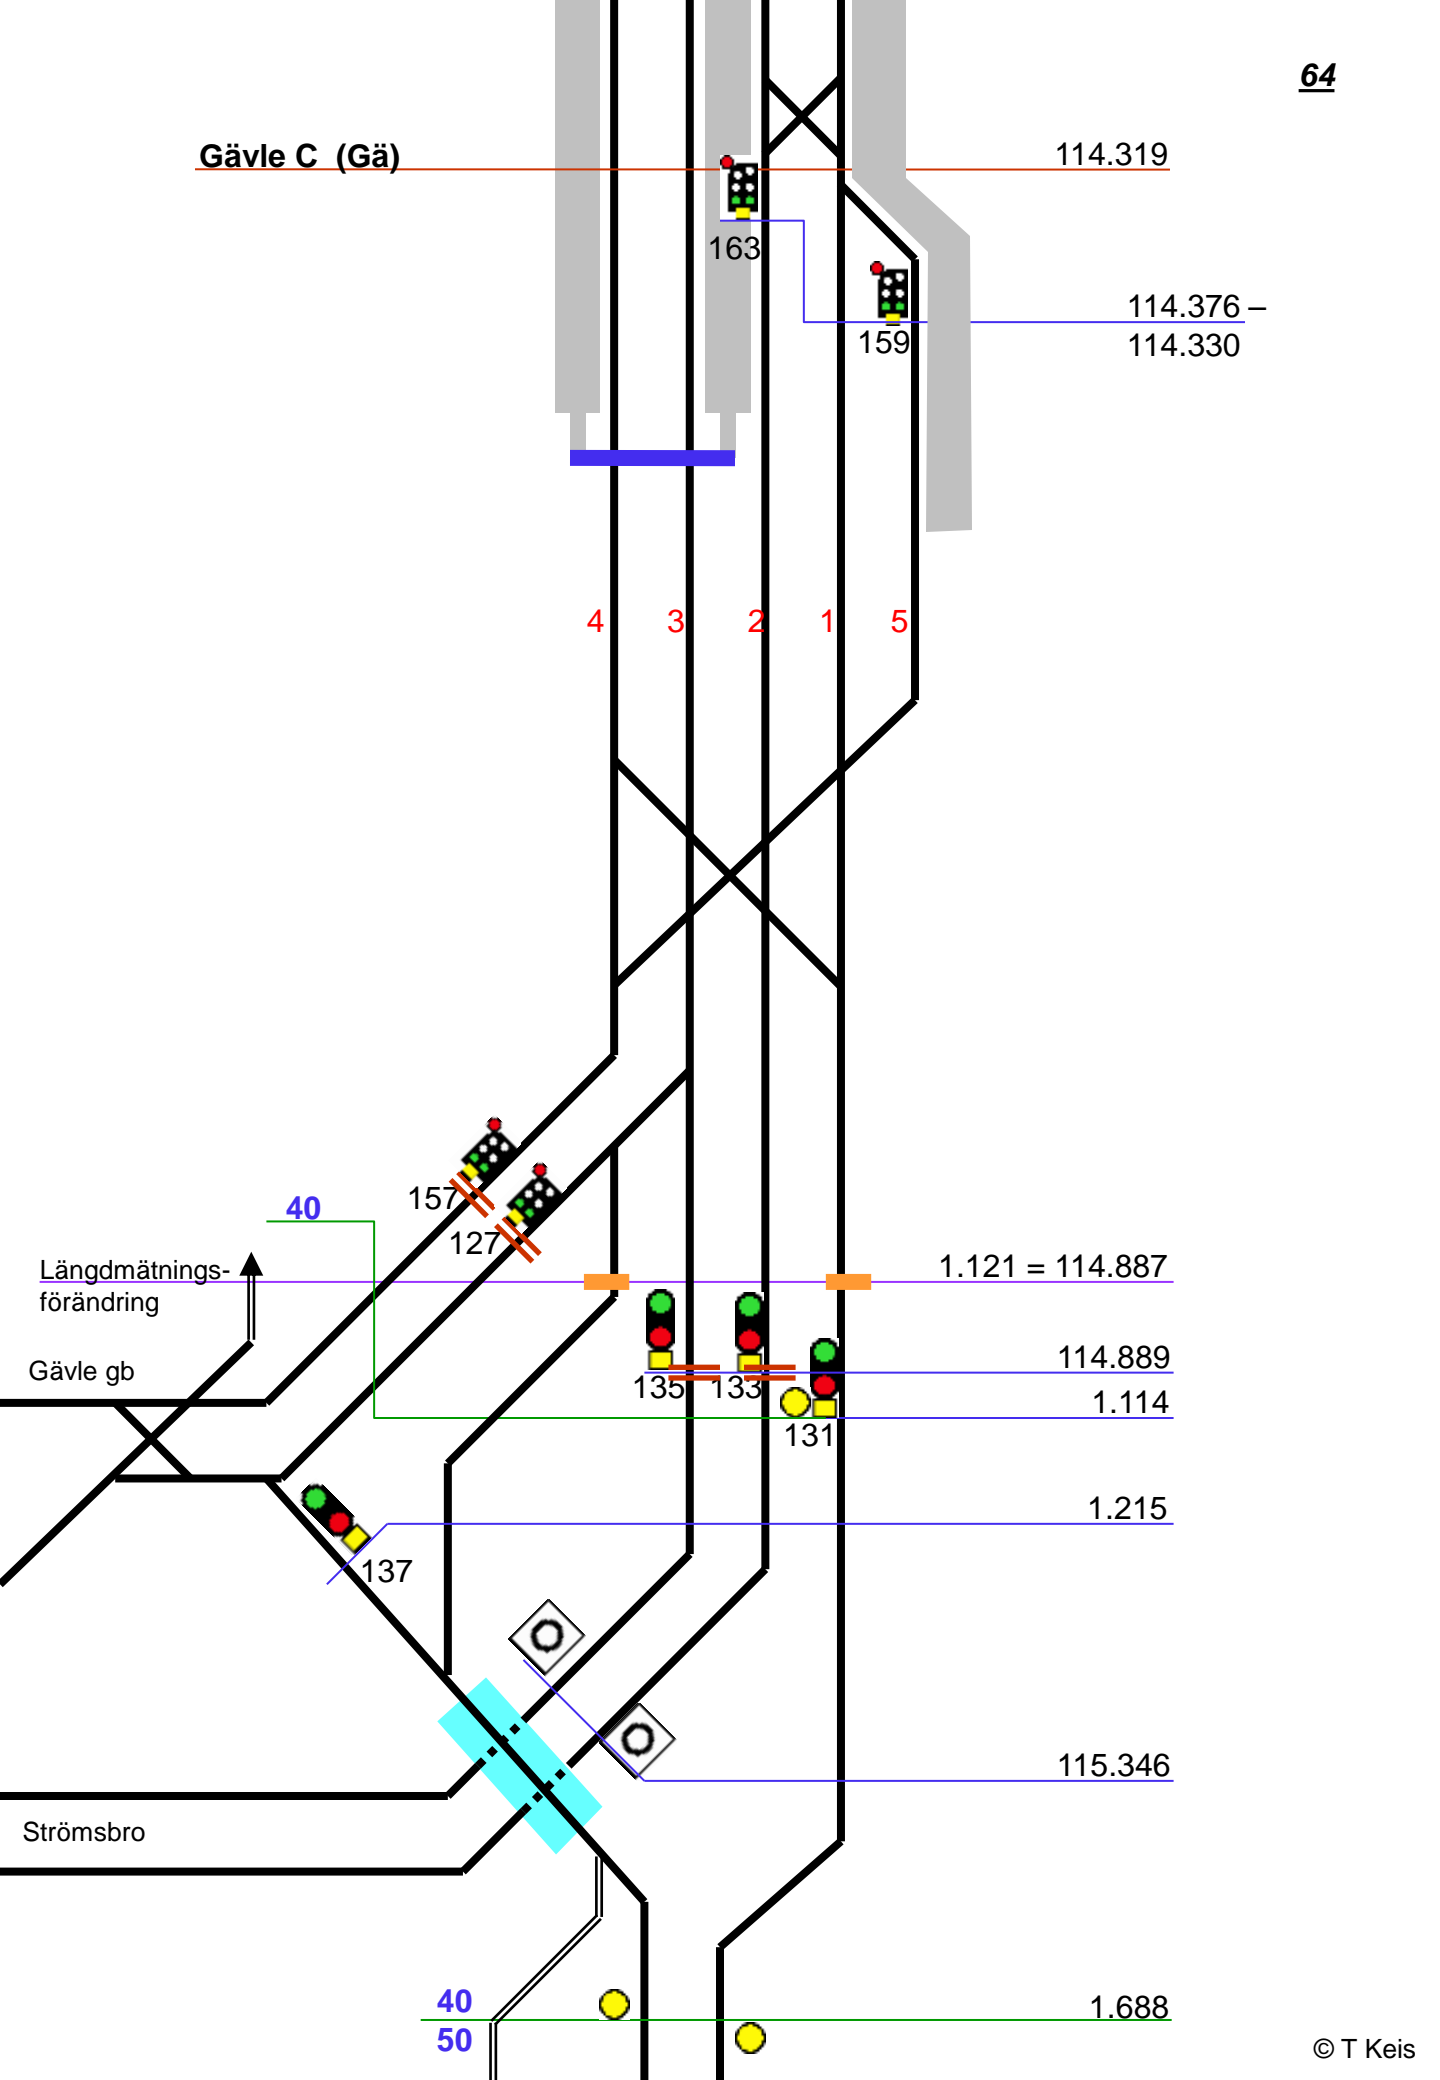 64
Gävle C (Gä)
114.319
163
114.376 –
159
114.330
4 3 2 1 5
157
40
127
Längdmätnings-
förändring
1.121 = 114.887
Gävle gb
114.889
135 133
1.114
131
1.215
137
115.346
Strömsbro
40
1.688
50
© T Keis